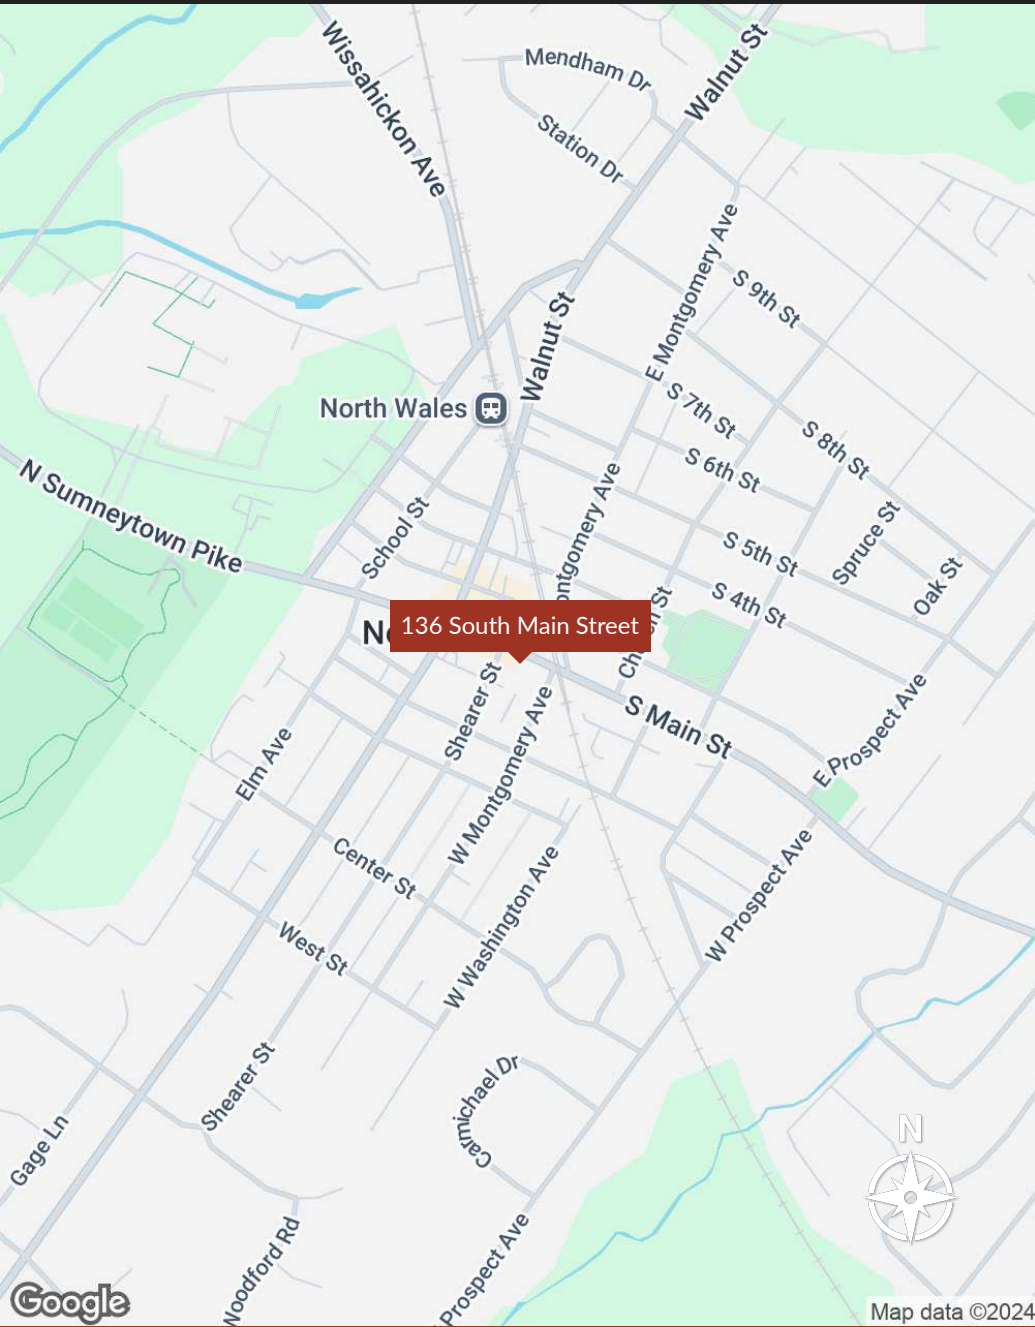 Mendham Dr
Walnut St
Wissahickon Ave
Station Dr
E Montgomery Ave
S 9th St
Walnut St
North Wales
S 7th St
S 8th St
S 6th St
N Sumneytown Pike
School St
ontgomery Ave
S 5th St
Spruce St
Oak St
S 4th St
136 South Main Street
Shearer St
S Main St
W Montgomery Ave
E Prospect Ave
Elm Ave
Center St
W Washington Ave
W Prospect Ave
West St
Shearer St
Carmichael Dr
Gage Ln
N
Prospect Ave
Google
Map data ©2024